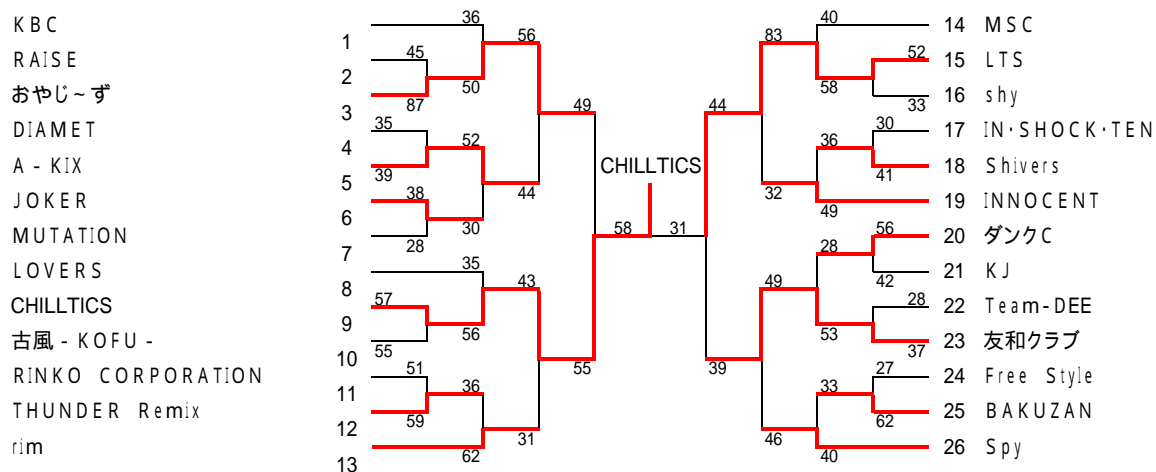 KBC
RAISE
おやじ~ず
DIAMET
A - KIX
JOKER
MUTATION
LOVERS
CHILLTICS
古風 - KOFU -
RINKO CORPORATION
THUNDER Remix
rim
1
2
3
4
5
6
7
8
9
10
11
12
13
36
45
87
35
39
38
28
57
55
51
59
50
52
30
35
56
36
62
56
44
43
31
49
55
CHILLTICS
58 31
44
39
83
32
49
46
40
58
36
49
28
53
33
40
52
33
30
41
56
42
28
37
27
62
14 MSC
15 LTS
16 shy
17 IN·SHOCK·TEN
18 Shivers
19 INNOCENT
20 ダンクC
21 KJ
22 Team-DEE
23 友和クラブ
24 Free Style
25 BAKUZAN
26 Spy